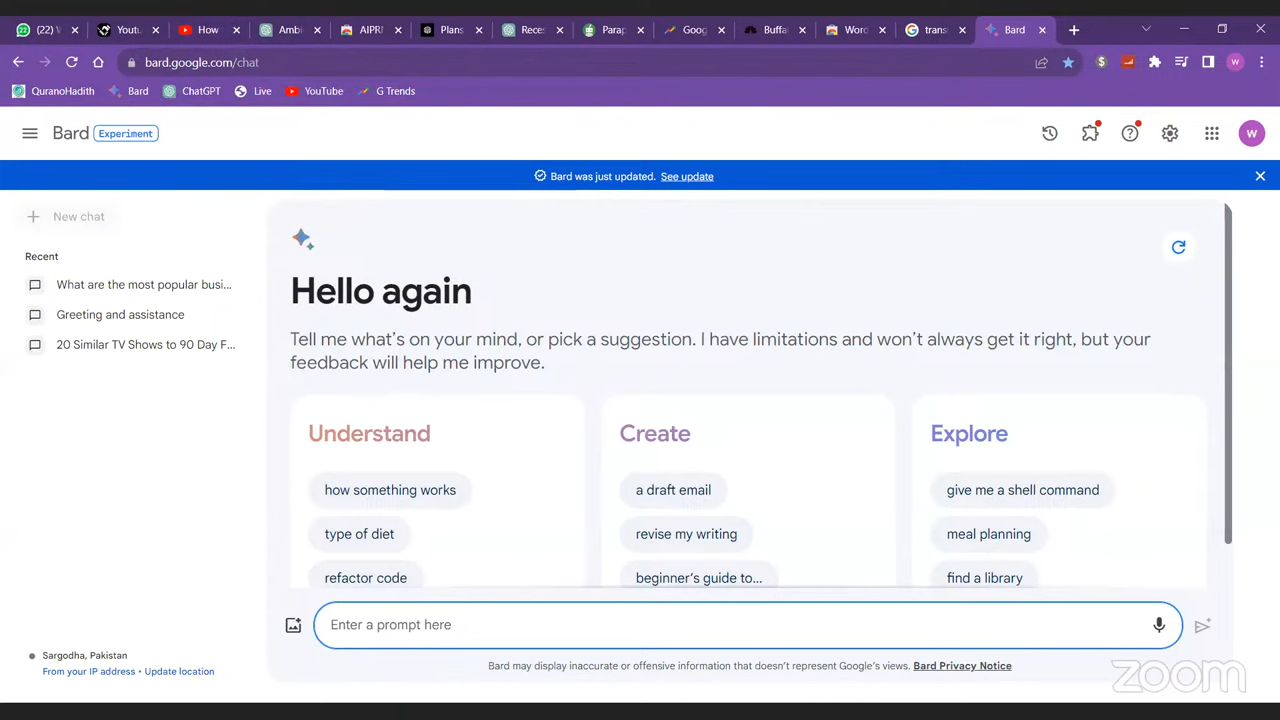 (22) W
Youtu
How
Ambi
AIPRI
Plans
Reces
Parap
Goog
Buffal
Word
trans
Bard
bard.google.com/chat
W
QuranoHadith
Bard
ChatGPT
Live
YouTube
G Trends
Bard Experiment
W
Bard was just updated. See update
New chat
Recent
What are the most popular busi...
Greeting and assistance
20 Similar TV Shows to 90 Day F...
Hello again
Tell me what's on your mind, or pick a suggestion. I have limitations and won't always get it right, but your
feedback will help me improve.
Understand
how something works
type of diet
refactor code
Create
a draft email
revise my writing
beginner's guide to...
Explore
give me a shell command
meal planning
find a library
Enter a prompt here
Bard may display inaccurate or offensive information that doesn't represent Google's views. Bard Privacy Notice
Sargodha, Pakistan
From your IP address • Update location
zoom